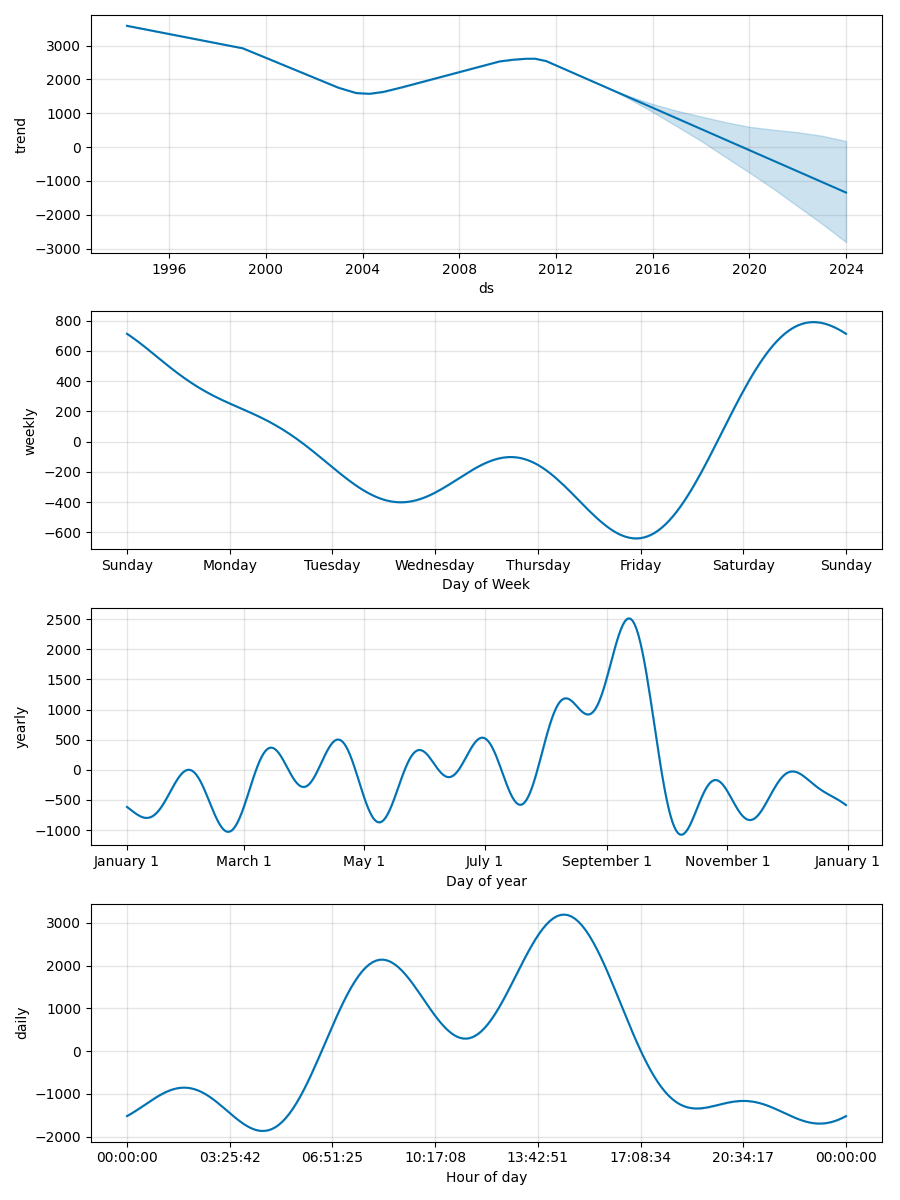 3000
2000
1000
0
−1000
−2000
−3000
trend
1996 2000 2004 2008 2012 2016 2020 2024
ds
800
600
400
200
0
−200
−400
−600
weekly
Sunday Monday Tuesday Wednesday Thursday Friday Saturday Sunday
Day of Week
2500
2000
1500
1000
500
0
−500
−1000
yearly
January 1 March 1 May 1 July 1 September 1 November 1 January 1
Day of year
3000
2000
1000
0
−1000
−2000
daily
00:00:00 03:25:42 06:51:25 10:17:08 13:42:51 17:08:34 20:34:17 00:00:00
Hour of day